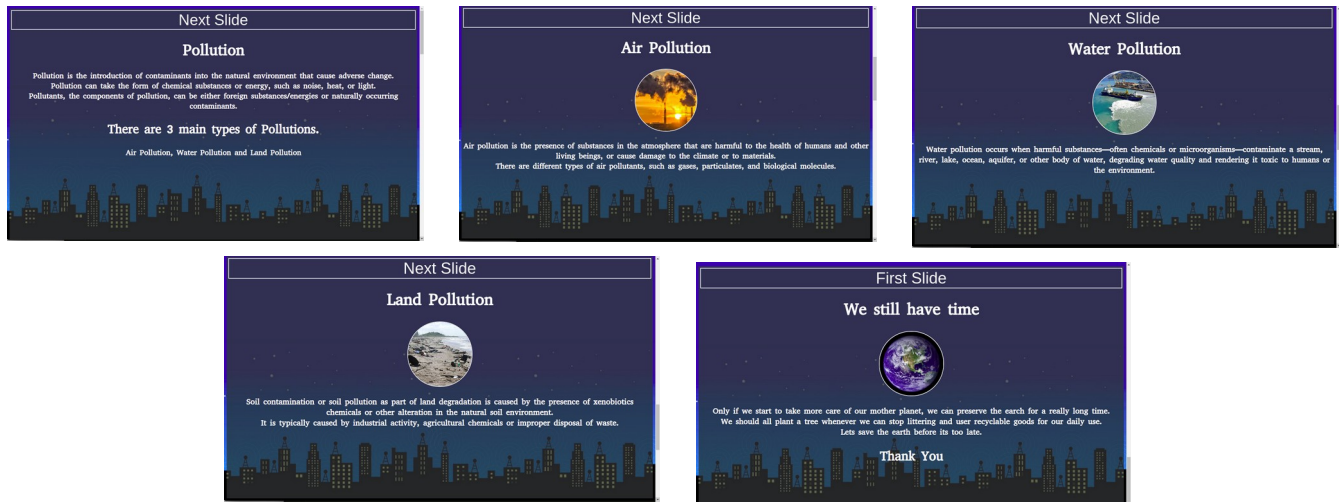 Next Slide
Pollution
Pollution is the introduction of contaminants into the natural environment that cause adverse change.
Pollution can take the form of chemical substances or energy, such as noise, heat, or light.
Pollutants, the components of pollution, can be either foreign substances/energies or naturally occurring
contaminants.
There are 3 main types of Pollutions.
Air Pollution, Water Pollution and Land Pollution
Next Slide
Air Pollution
Air pollution is the presence of substances in the atmosphere that are harmful to the health of humans and other
living beings, or cause damage to the climate or to materials.
There are different types of air pollutants, such as gases, particulates, and biological molecules.
Next Slide
Water Pollution
Water pollution occurs when harmful substances—often chemicals or microorganisms—contaminate a stream,
river, lake, ocean, aquifer, or other body of water, degrading water quality and rendering it toxic to humans or
the environment.
Next Slide
Land Pollution
Soil contamination or soil pollution as part of land degradation is caused by the presence of xenobiotics
chemicals or other alteration in the natural soil environment.
It is typically caused by industrial activity, agricultural chemicals or improper disposal of waste.
First Slide
We still have time
Only if we start to take more care of our mother planet, we can preserve the earch for a really long time.
We should all plant a tree whenever we can stop littering and user recyclable goods for our daily use.
Lets save the earth before its too late.
Thank You